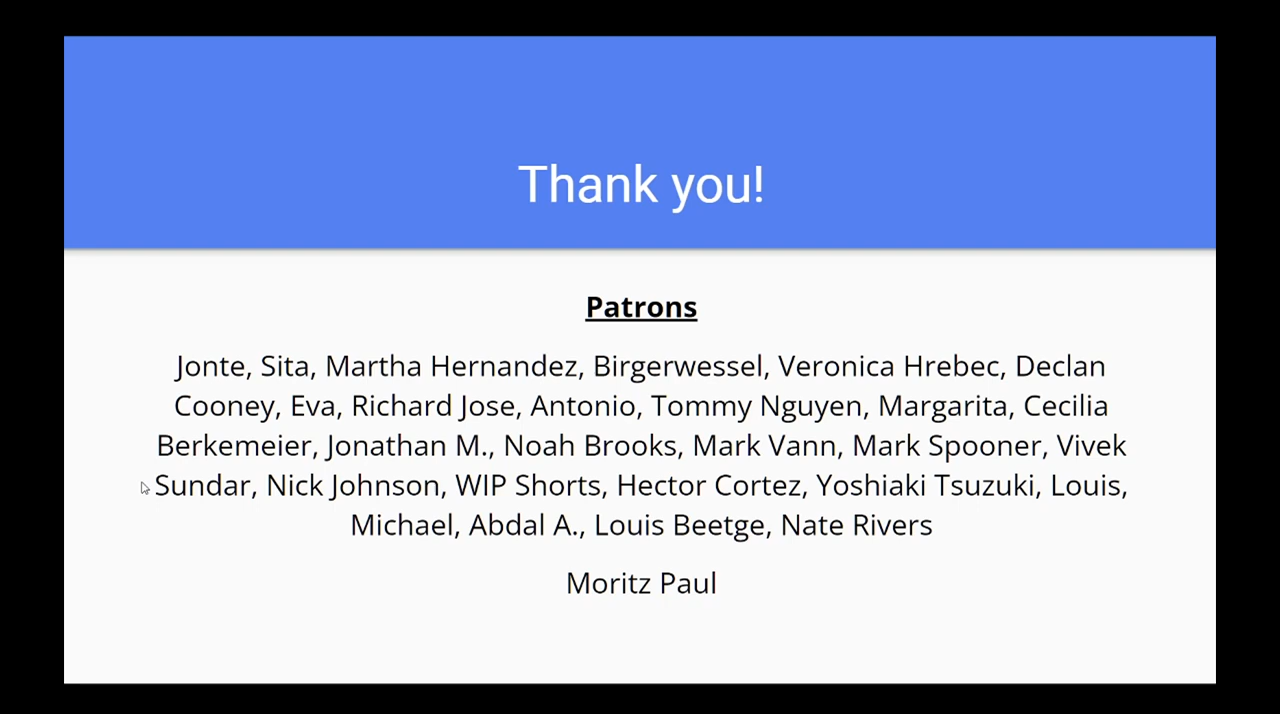 Thank you!
Patrons
Jonte, Sita, Martha Hernandez, Birgerwessel, Veronica Hrebec, Declan
Cooney, Eva, Richard Jose, Antonio, Tommy Nguyen, Margarita, Cecilia
Berkemeier, Jonathan M., Noah Brooks, Mark Vann, Mark Spooner, Vivek
Sundar, Nick Johnson, WIP Shorts, Hector Cortez, Yoshiaki Tsuzuki, Louis,
Michael, Abdal A., Louis Beetge, Nate Rivers
Moritz Paul